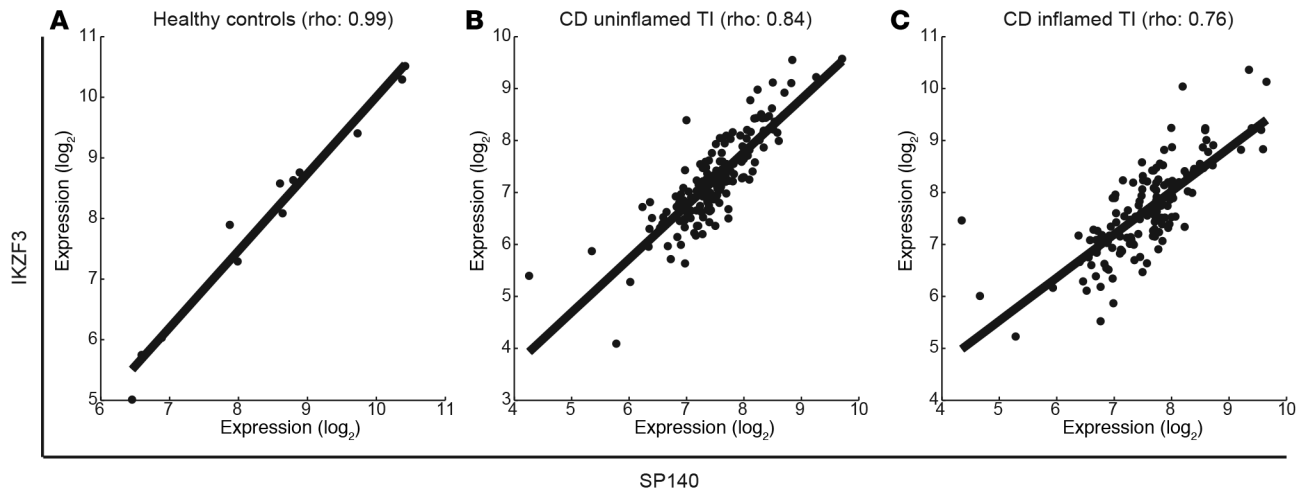 A Healthy controls (rho: 0.99)
B CD uninflamed TI (rho: 0.84)
C CD inflamed TI (rho: 0.76)
IKZF3
Expression (log2)
11
10
9
8
7
6
5
6 7 8 9 10 11
Expression (log2)
Expression (log2)
10
9
8
7
6
5
4
3
4 5 6 7 8 9 10
Expression (log2)
Expression (log2)
11
10
9
8
7
6
5
4
4 5 6 7 8 9 10
Expression (log2)
SP140